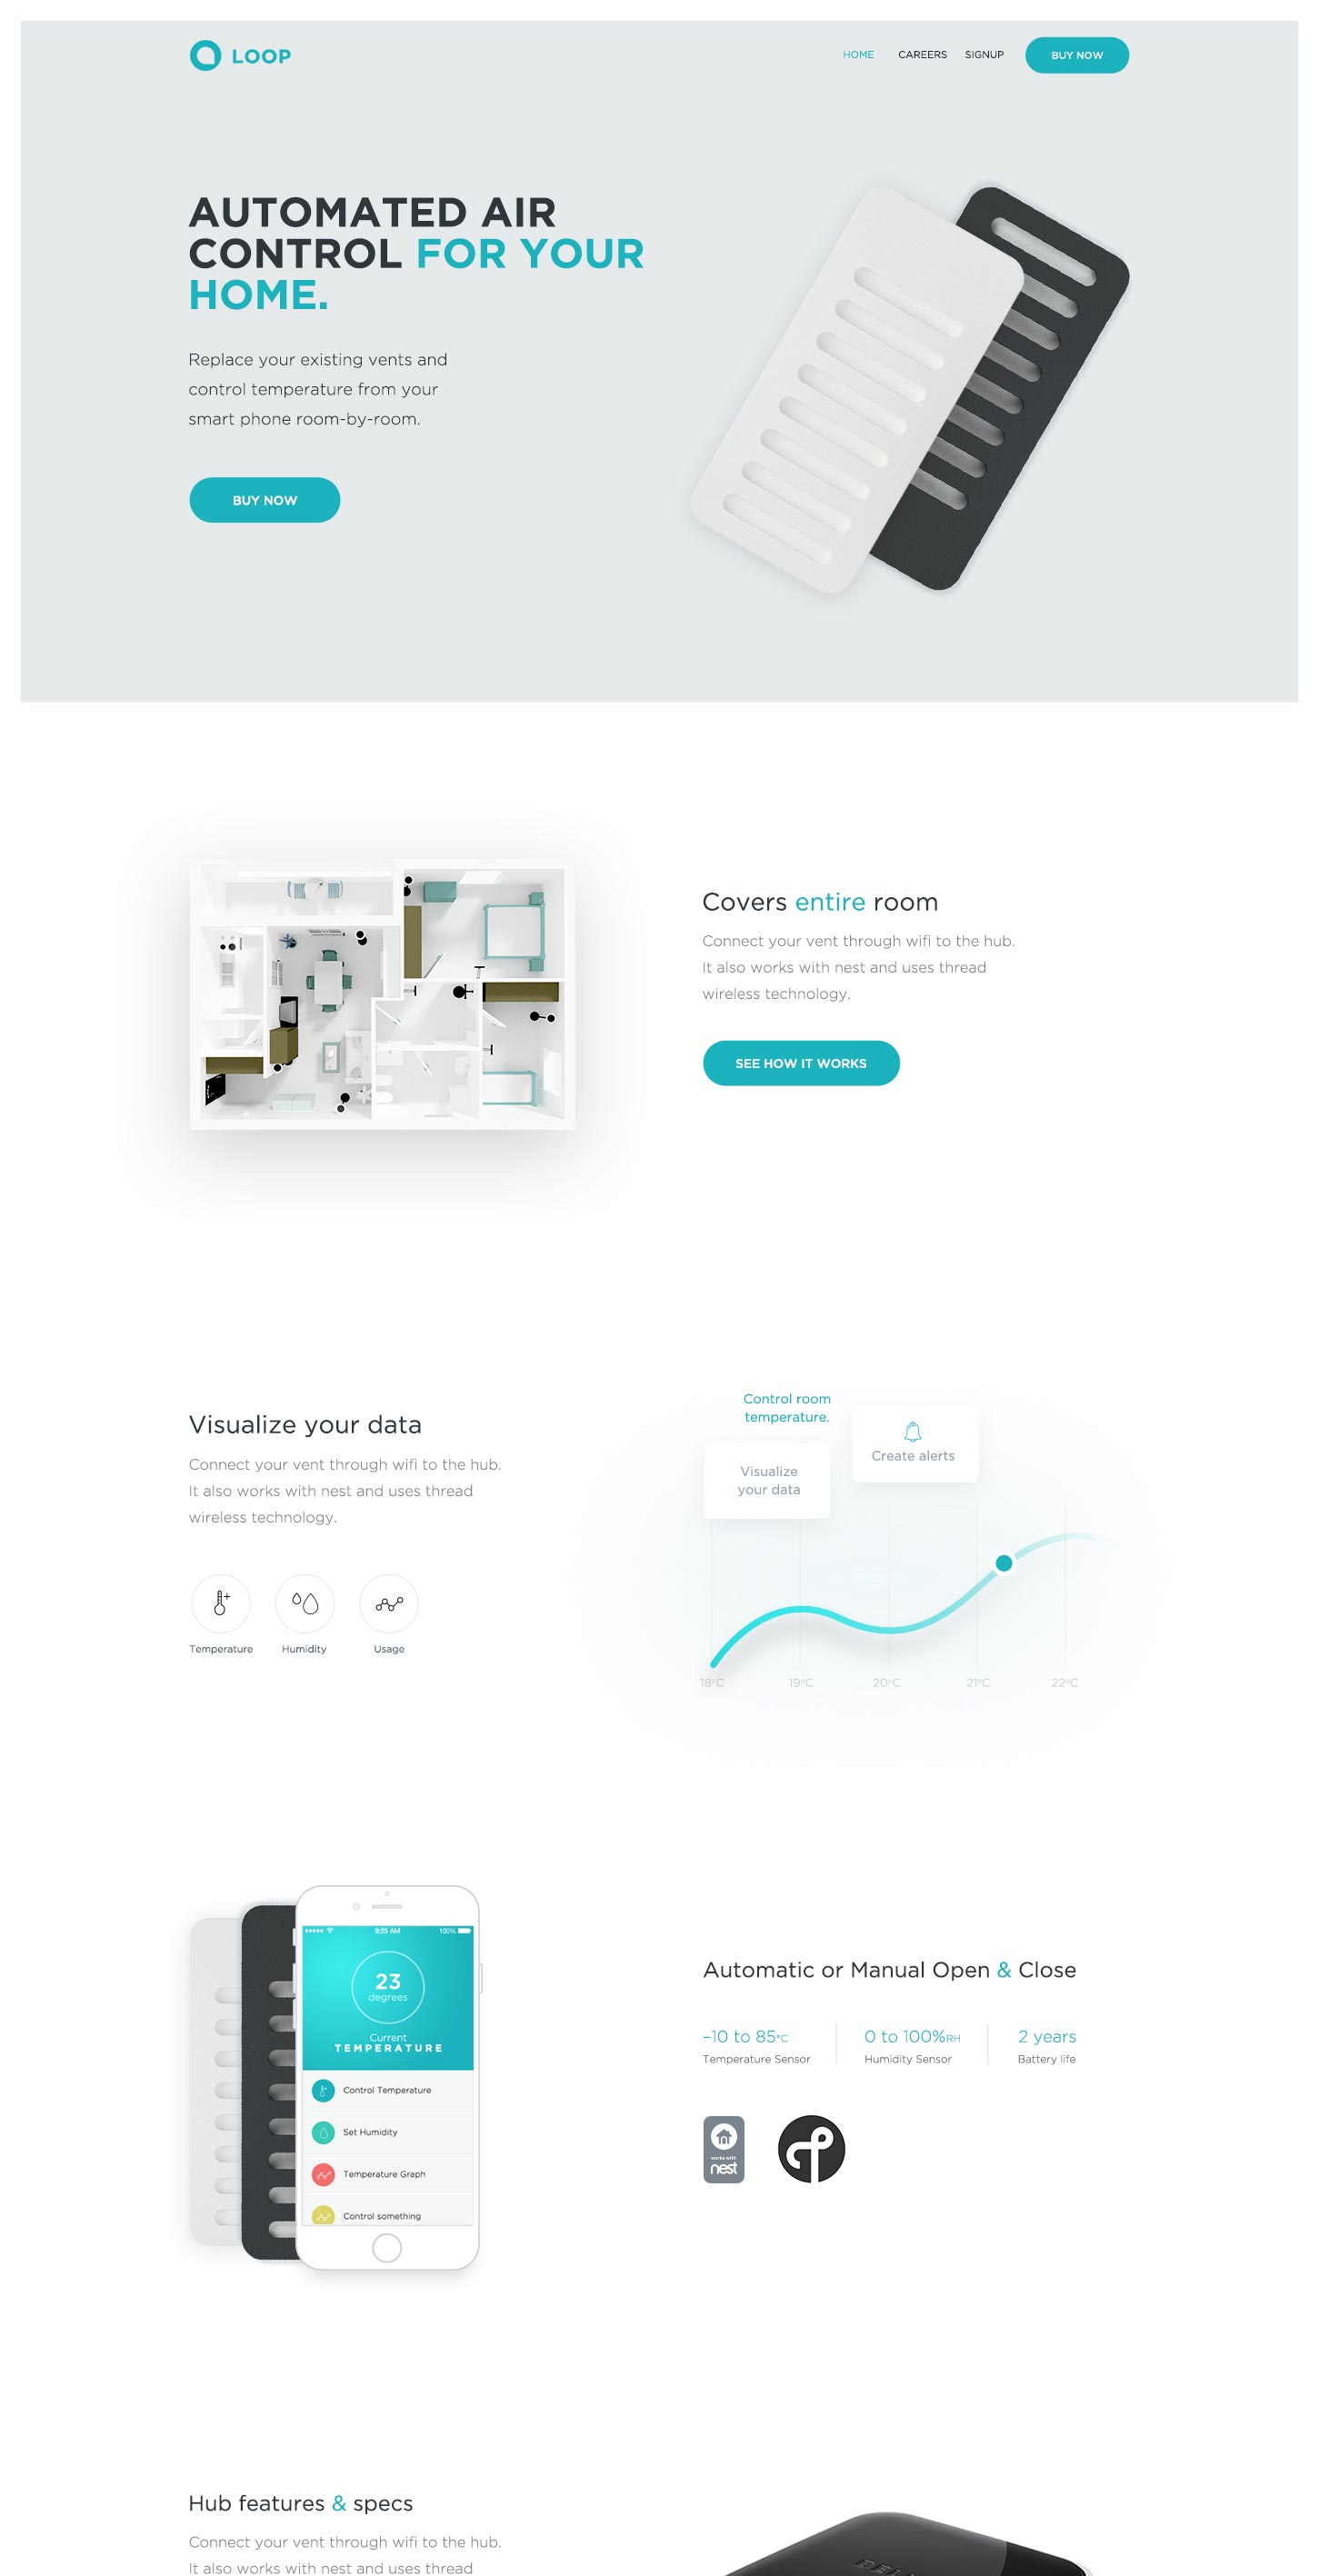 LOOP
HOME CAREERS SIGNUP BUY NOW
AUTOMATED AIR
CONTROL FOR YOUR
HOME.
Replace your existing vents and
control temperature from your
smart phone room-by-room.
BUY NOW
Covers entire room
Connect your vent through wifi to the hub.
It also works with nest and uses thread
wireless technology.
SEE HOW IT WORKS
Visualize your data
Connect your vent through wifi to the hub.
It also works with nest and uses thread
wireless technology.
Temperature Humidity Usage
Control room
temperature.
Create alerts
Visualize
your data
18°C 19°C 20°C 21°C 22°C
9:25 AM 100%
23
degrees
Current
TEMPERATURE
Control Temperature
Set Humidity
Temperature Graph
Control something
Automatic or Manual Open & Close
–10 to 85°C
Temperature Sensor
0 to 100%RH
Humidity Sensor
2 years
Battery life
works with
nest
Hub features & specs
Connect your vent through wifi to the hub.
It also works with nest and uses thread